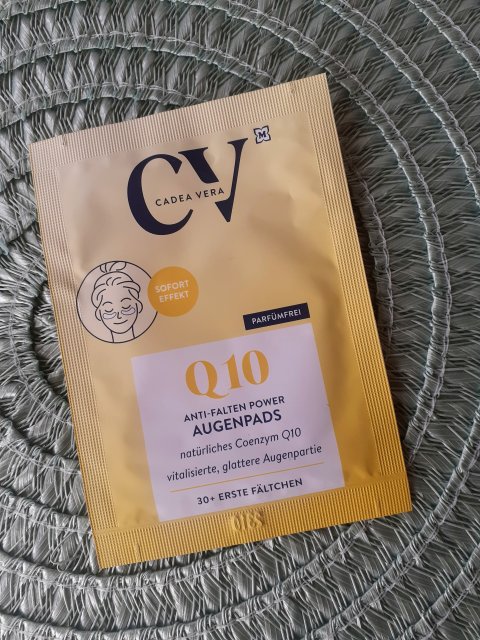 CV
M
CADEA VERA
SOFORT
EFFEKT
PARFÜMFREI
Q10
ANTI-FALTEN POWER
AUGENPADS
natürliches Coenzym Q10
vitalisierte, glattere Augenpartie
30+ ERSTE FÄLTCHEN